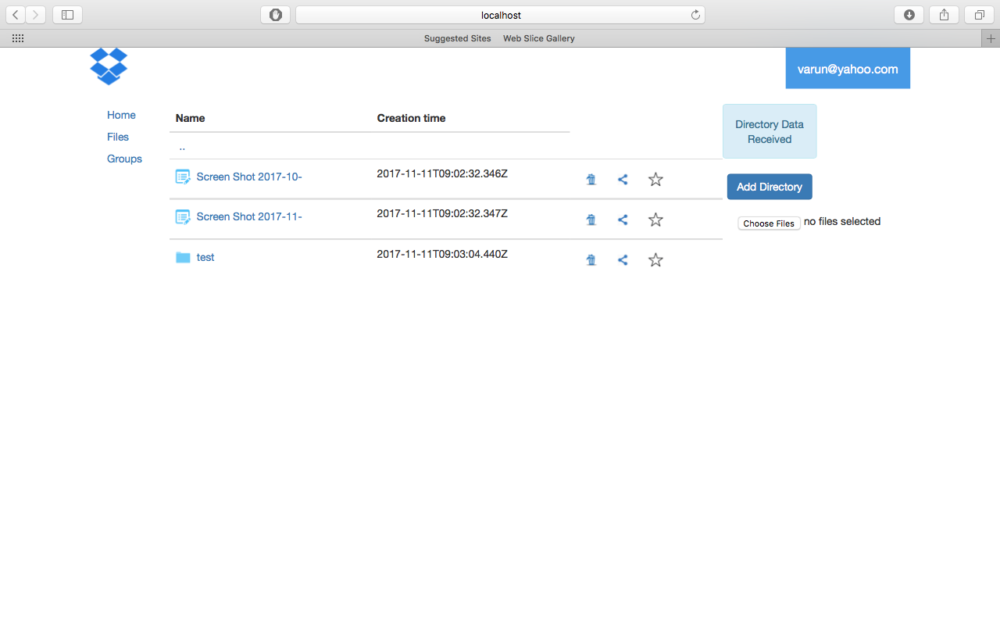 localhost
Suggested Sites Web Slice Gallery
varun@yahoo.com
Home
Files
Groups
Name Creation time
..
Screen Shot 2017-10- 2017-11-11T09:02:32.346Z
Screen Shot 2017-11- 2017-11-11T09:02:32.347Z
test 2017-11-11T09:03:04.440Z
Directory Data
Received
Add Directory
Choose Files no files selected